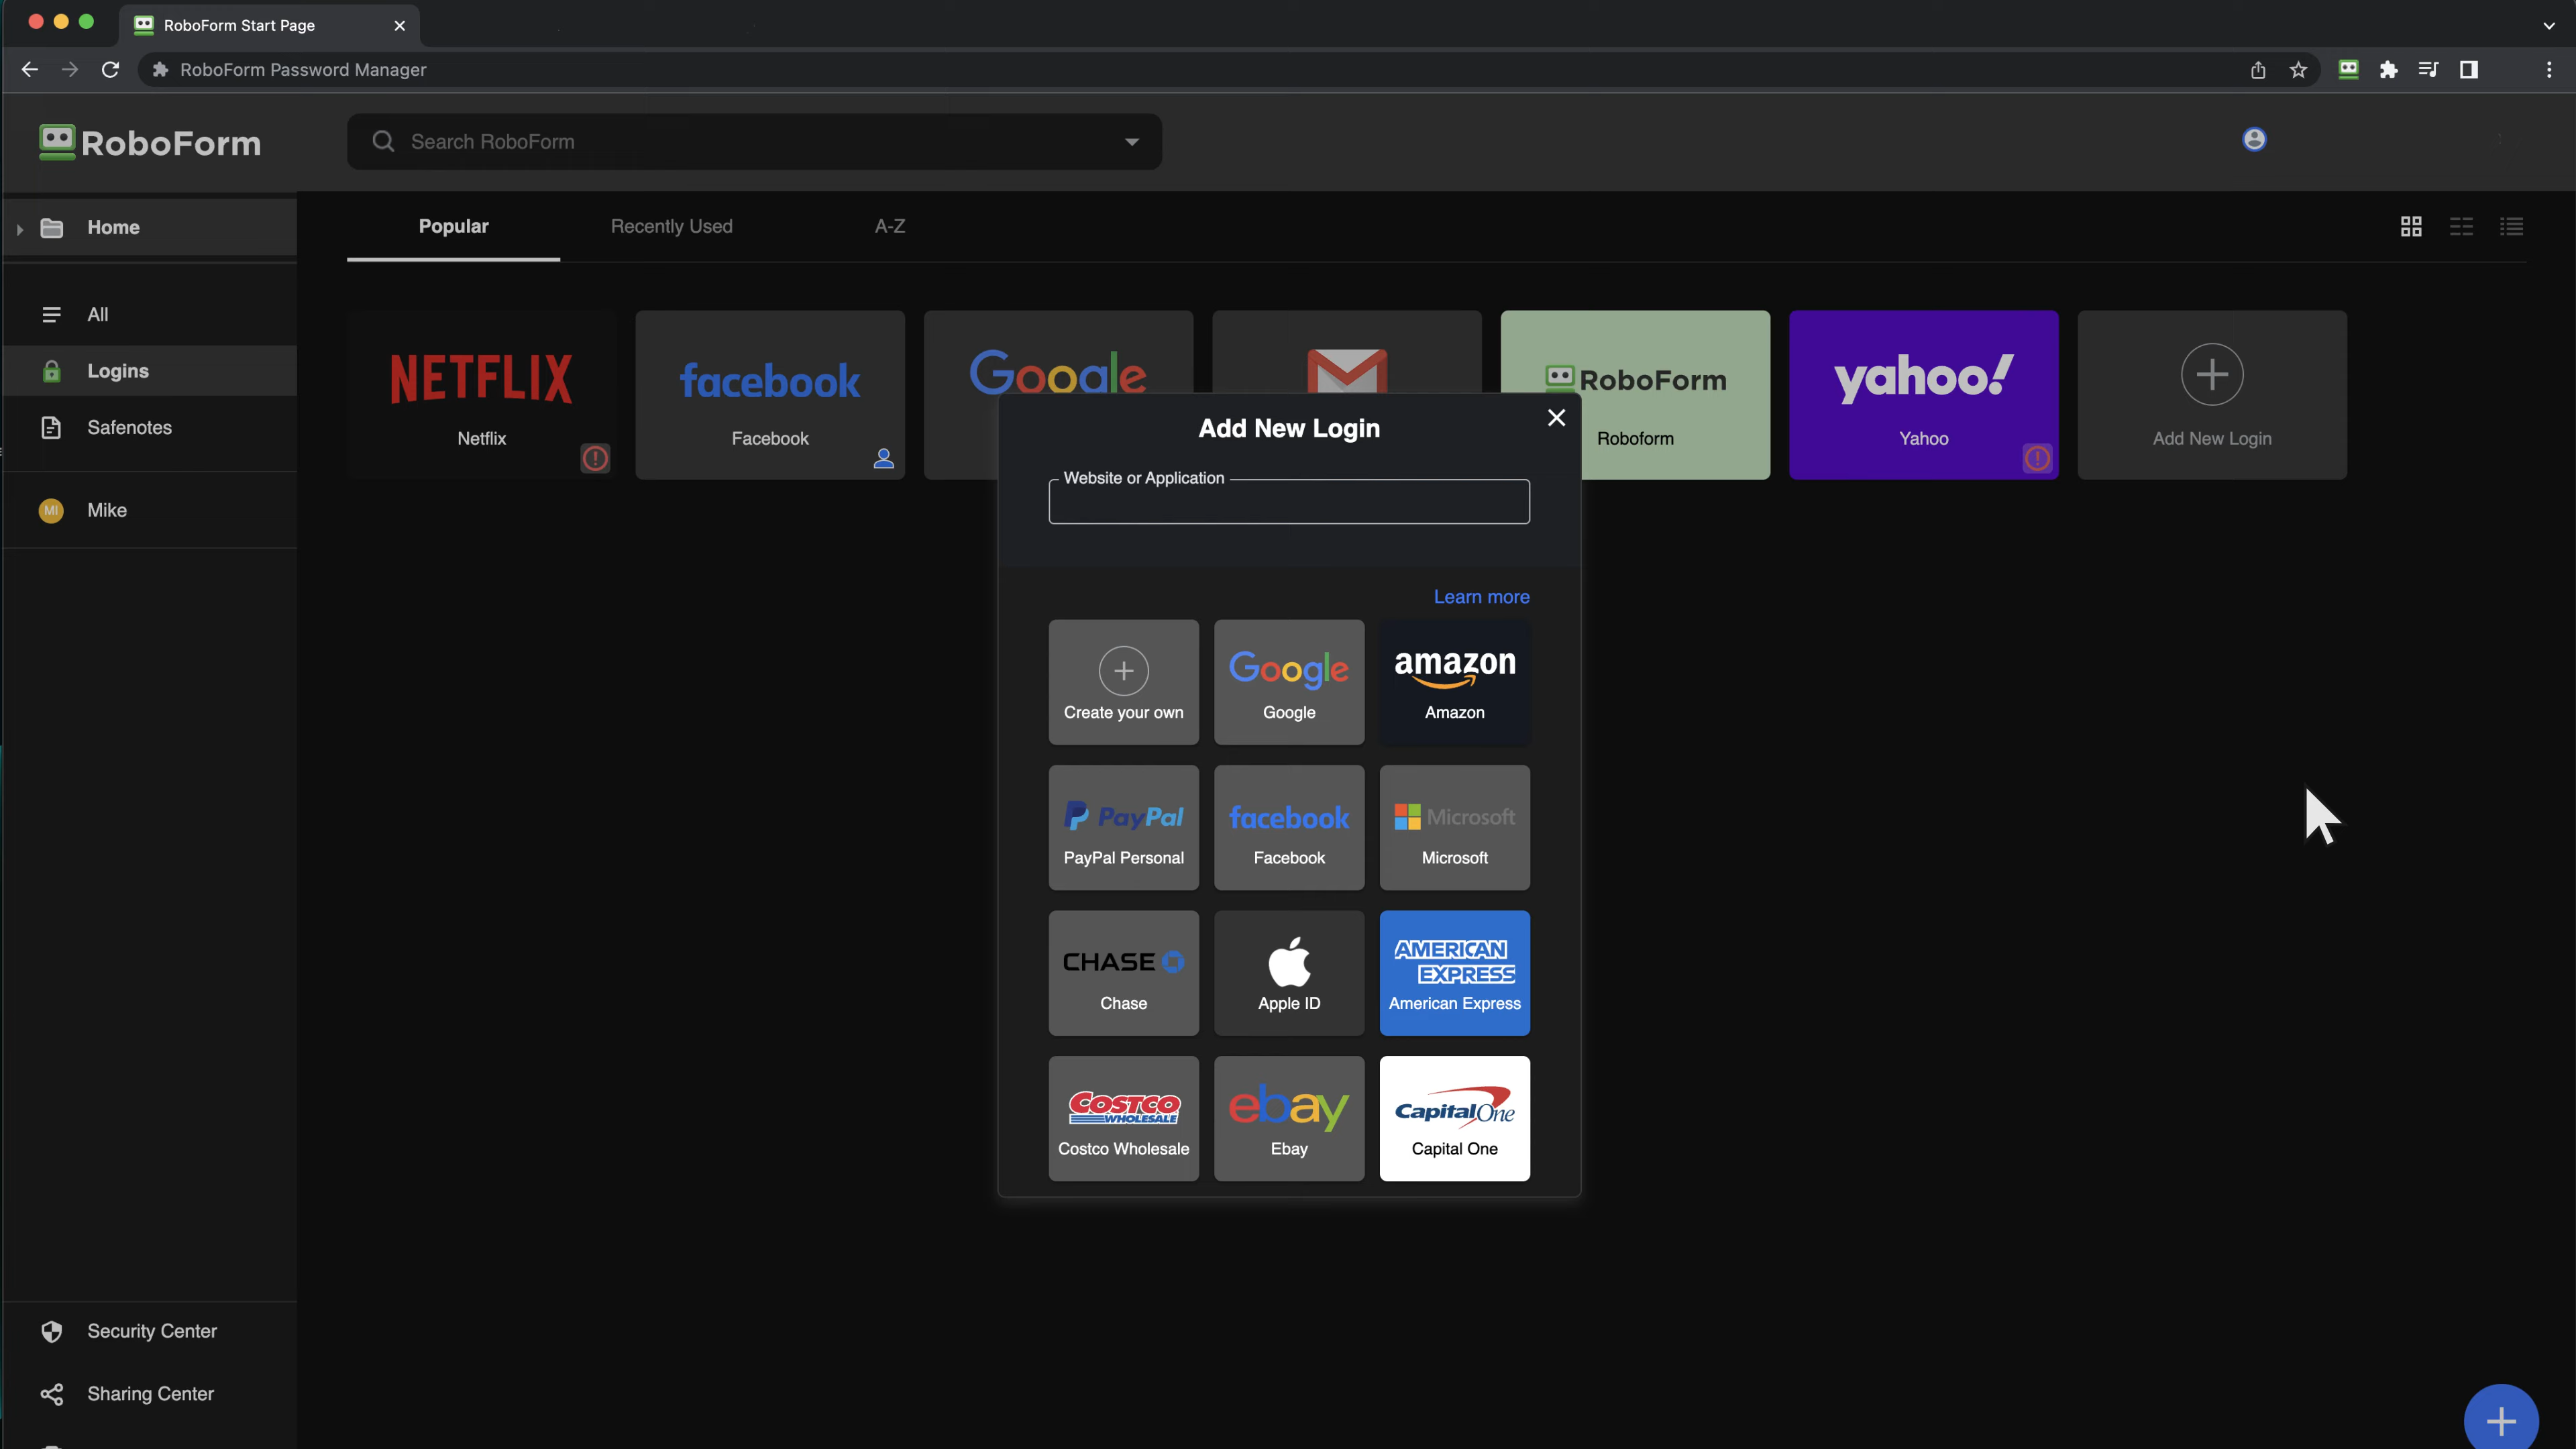 RoboForm Start Page
RoboForm Password Manager
RoboForm
Search RoboForm
Home
Popular
Recently Used
A-Z
All
Logins
Safenotes
MI
Mike
NETFLIX
Netflix
facebook
Facebook
Google
RoboForm
Roboform
yahoo!
Yahoo
Add New Login
Add New Login
Website or Application
Learn more
Create your own
Google
Google
amazon
Amazon
PayPal
PayPal Personal
facebook
Facebook
Microsoft
Microsoft
CHASE
Chase
Apple ID
AMERICAN
EXPRESS
American Express
COSTCO
WHOLESALE
Costco Wholesale
ebay
Ebay
Capital One
Capital One
Security Center
Sharing Center